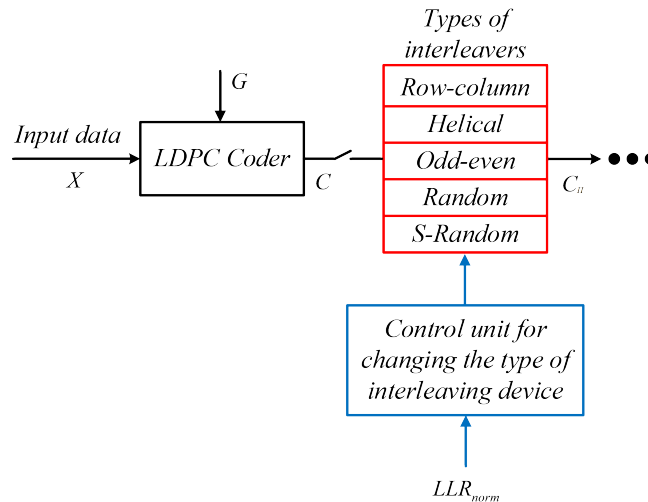 Types of
interleavers
Row-column
G
Helical
Input data
LDPC Coder
Odd-even
X
C
Random
S-Random
Control unit for
changing the type of
interleaving device
LLR_norm